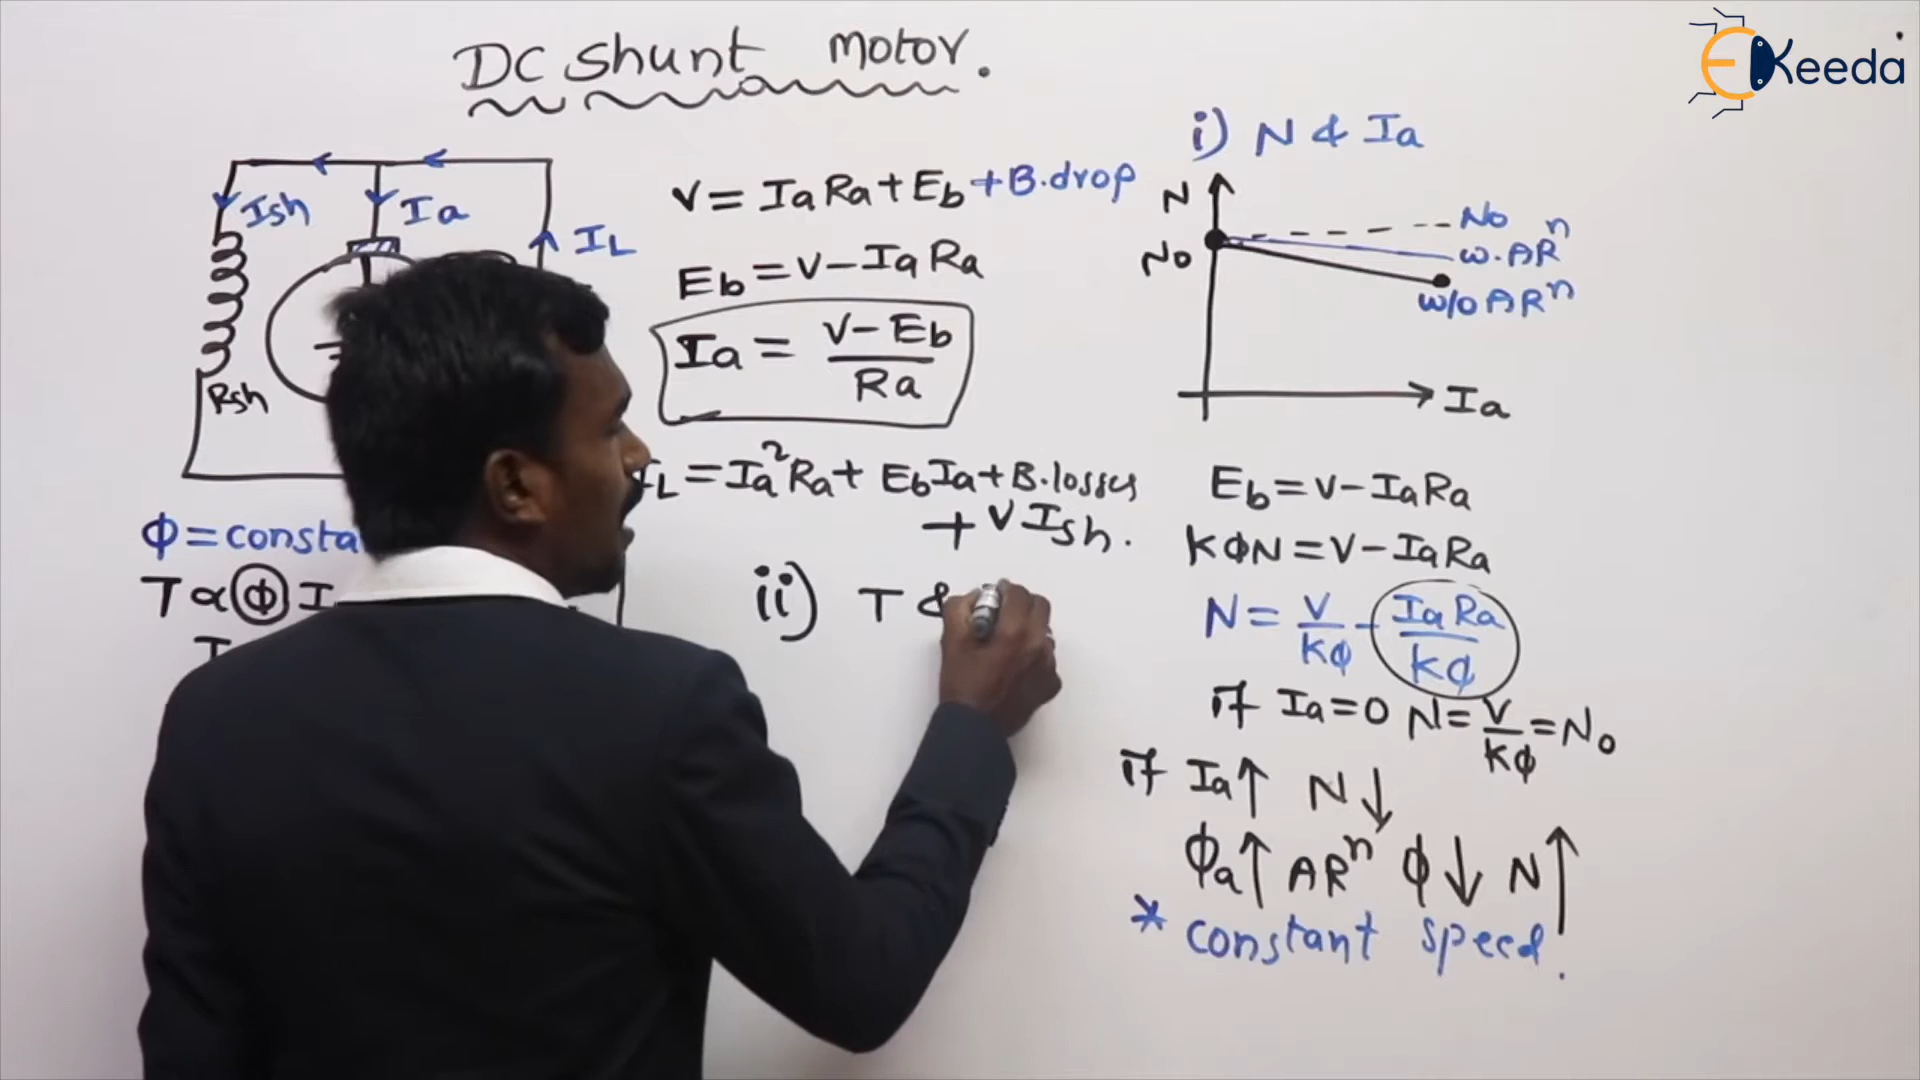 DC Shunt Motor.
EKeeda
Ish
Ia
IL
Rsh
ϕ = consta
T ∝ ϕ I
V = IaRa + Eb + B.drop
Eb = V - IaRa
Ia = V - Eb / Ra
L = Ia²Ra + EbIa + B.losses
+ VIsh.
ii) T &
i) N & Ia
N
No
No
w.ARⁿ
w/o ARⁿ
Ia
Eb = V - IaRa
KϕN = V - IaRa
N = V/Kϕ - IaRa/Kϕ
if Ia = 0 N = V/Kϕ = No
if Ia↑ N↓
ϕa↑ ARⁿ ϕ↓ N↑
* constant speed.